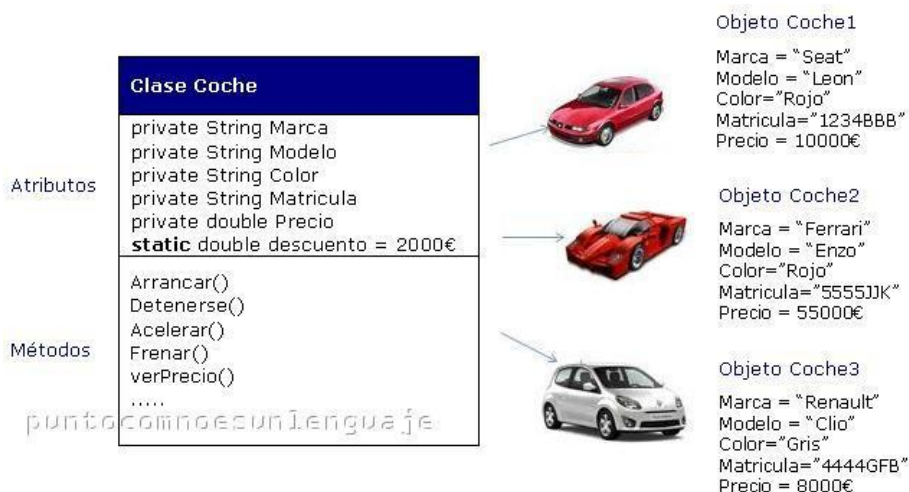 Clase Coche
Atributos
private String Marca
private String Modelo
private String Color
private String Matricula
private double Precio
static double descuento = 2000€
Métodos
Arrancar()
Detenerse()
Acelerar()
Frenar()
verPrecio()
.....
puntocomnoesunlenguaje
Objeto Coche1
Marca = “Seat”
Modelo = “Leon”
Color=”Rojo”
Matricula=”1234BBB”
Precio = 10000€
Objeto Coche2
Marca = “Ferrari”
Modelo = “Enzo”
Color=”Rojo”
Matricula=”5555JJK”
Precio = 55000€
Objeto Coche3
Marca = “Renault”
Modelo = “Clio”
Color=”Gris”
Matricula=”4444GFB”
Precio = 8000€